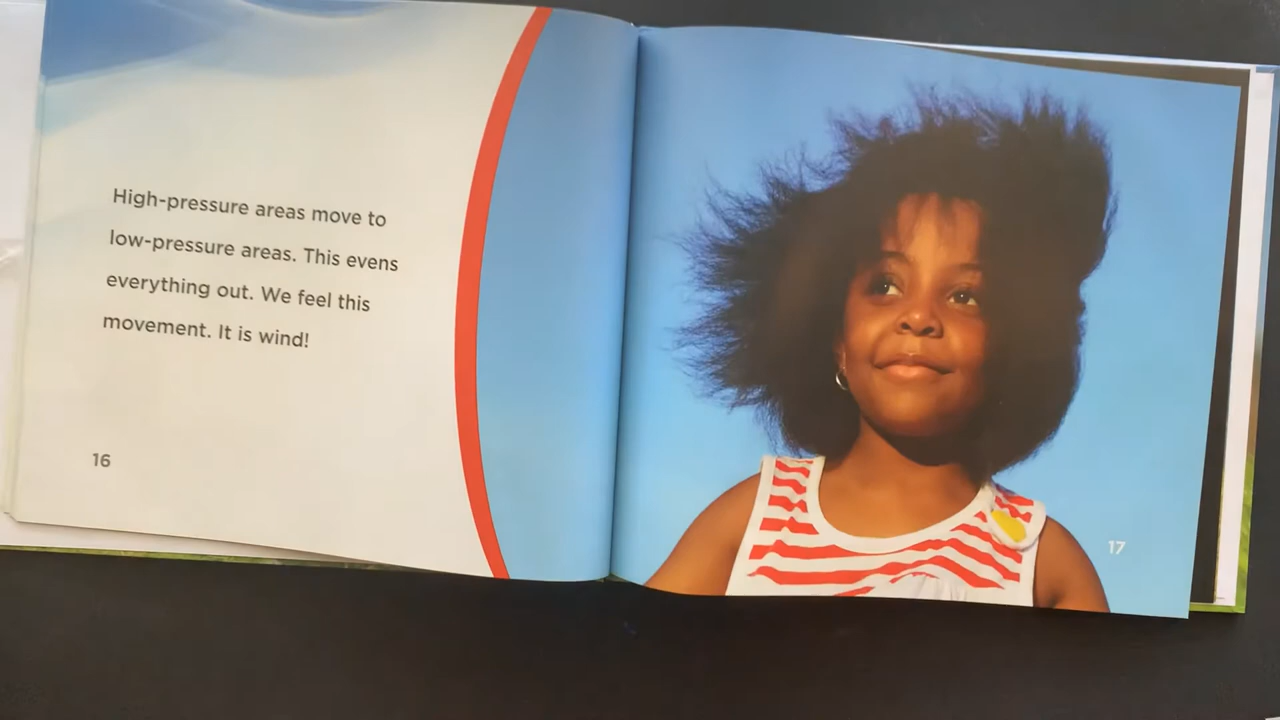 High-pressure areas move to
low-pressure areas. This evens
everything out. We feel this
movement. It is wind!
16
17